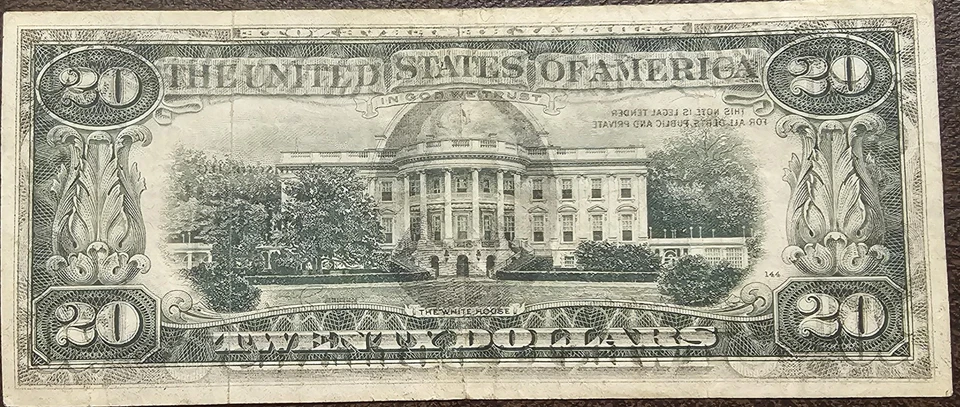 20 THE UNITED STATES OF AMERICA 20
IN GOD WE TRUST
THIS NOTE IS LEGAL TENDER
FOR ALL DEBTS, PUBLIC AND PRIVATE
144
THE WHITE HOUSE
20 TWENTY DOLLARS 20